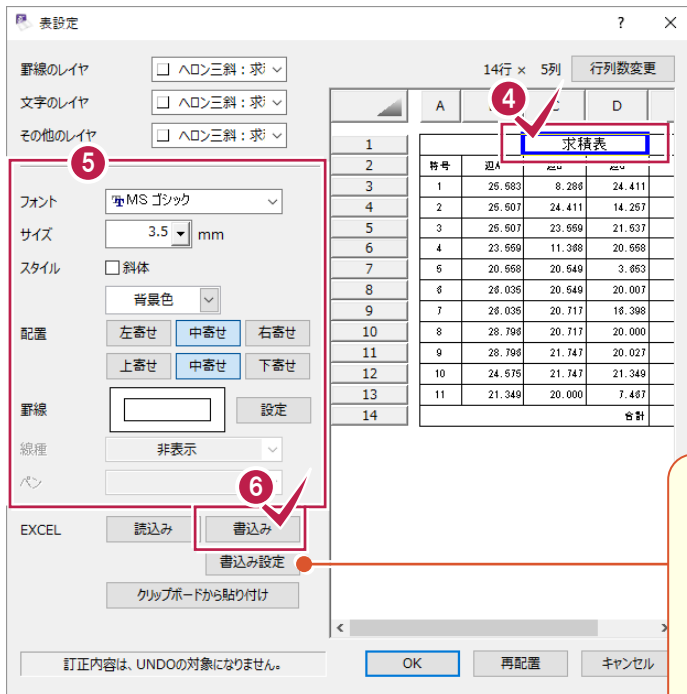 表設定
? ×
罫線のレイヤ □ ヘロン三斜:求
文字のレイヤ □ ヘロン三斜:求
その他のレイヤ □ ヘロン三斜:求
14行 × 5列 行列数変更
4
5
フォント MS ゴシック
サイズ 3.5 mm
スタイル 斜体
背景色
配置 左寄せ 中寄せ 右寄せ
上寄せ 中寄せ 下寄せ
罫線 設定
線種 非表示
ペン
6
EXCEL 読込み 書込み
書込み設定
クリップボードから貼り付け
A D
1 求積表
2 符号 辺A
3 1 25.583 8.286 24.411
4 2 25.507 24.411 14.257
5 3 25.507 23.559 21.537
6 4 23.559 11.368 20.558
7 5 20.558 20.549 3.653
8 6 26.035 20.549 20.007
9 7 26.035 20.717 16.398
10 8 28.796 20.717 20.000
11 9 28.796 21.747 20.027
12 10 24.575 21.747 21.349
13 11 21.349 20.000 7.467
14 合計
訂正内容は、UNDOの対象になりません。
OK 再配置 キャンセル